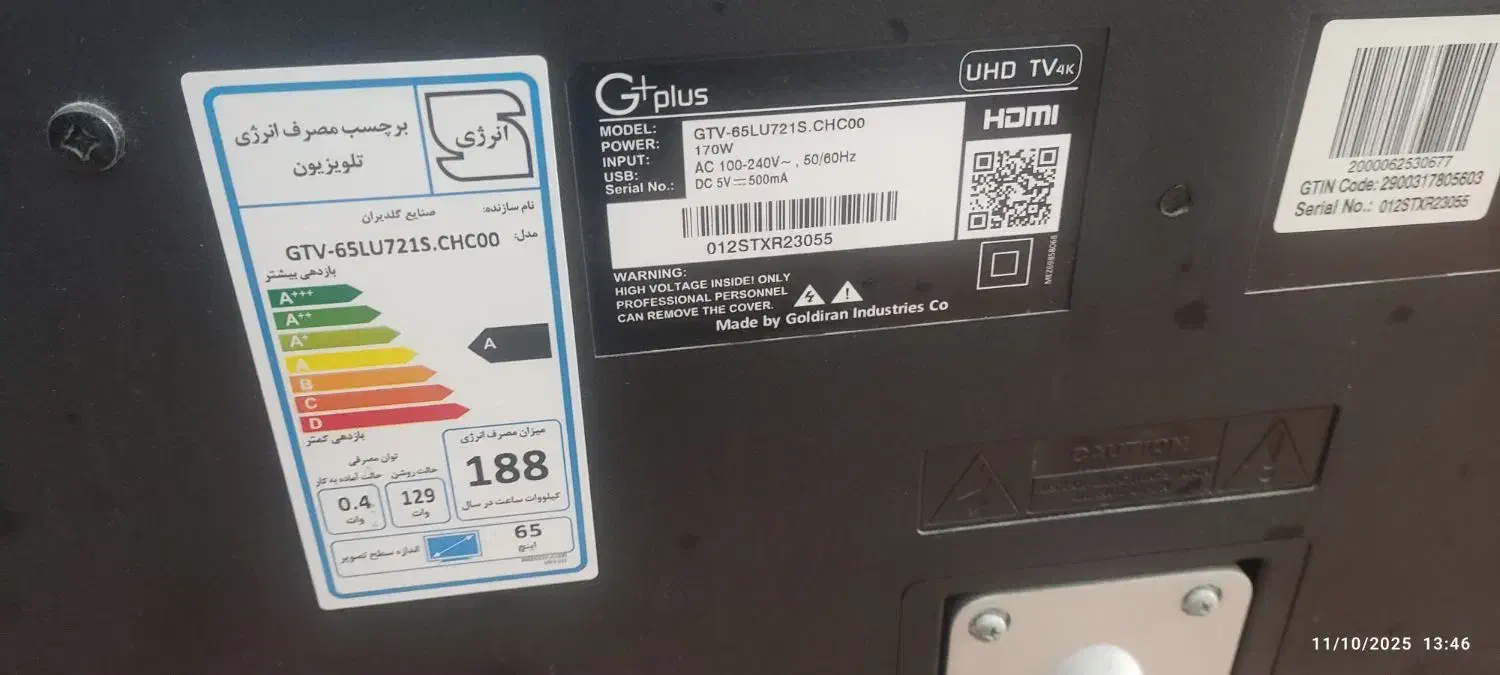 برچسب مصرف انرژی
تلویزیون
انرژی
نام سازنده: صنایع گلدیران
مدل: GTV-65LU721S.CHC00
بازدهی بیشتر
A+++
A++
A+
A
B
C
D
A
بازدهی کمتر
میزان مصرف انرژی
188
کیلووات ساعت در سال
توان مصرفی
حالت روشن
129
وات
حالت آماده به کار
0.4
وات
65
اینچ
اندازه سطح تصویر
G+plus
UHD TV4K
HDMI
MODEL: GTV-65LU721S.CHC00
POWER: 170W
INPUT: AC 100-240V~ , 50/60Hz
USB: DC 5V⎓500mA
Serial No.:
012STXR23055
WARNING:
HIGH VOLTAGE INSIDE! ONLY
PROFESSIONAL PERSONNEL
CAN REMOVE THE COVER.
Made by Goldiran Industries Co
2000062530677
GTIN Code: 2900317805603
Serial No.: 012STXR23055
CAUTION
11/10/2025 13:46